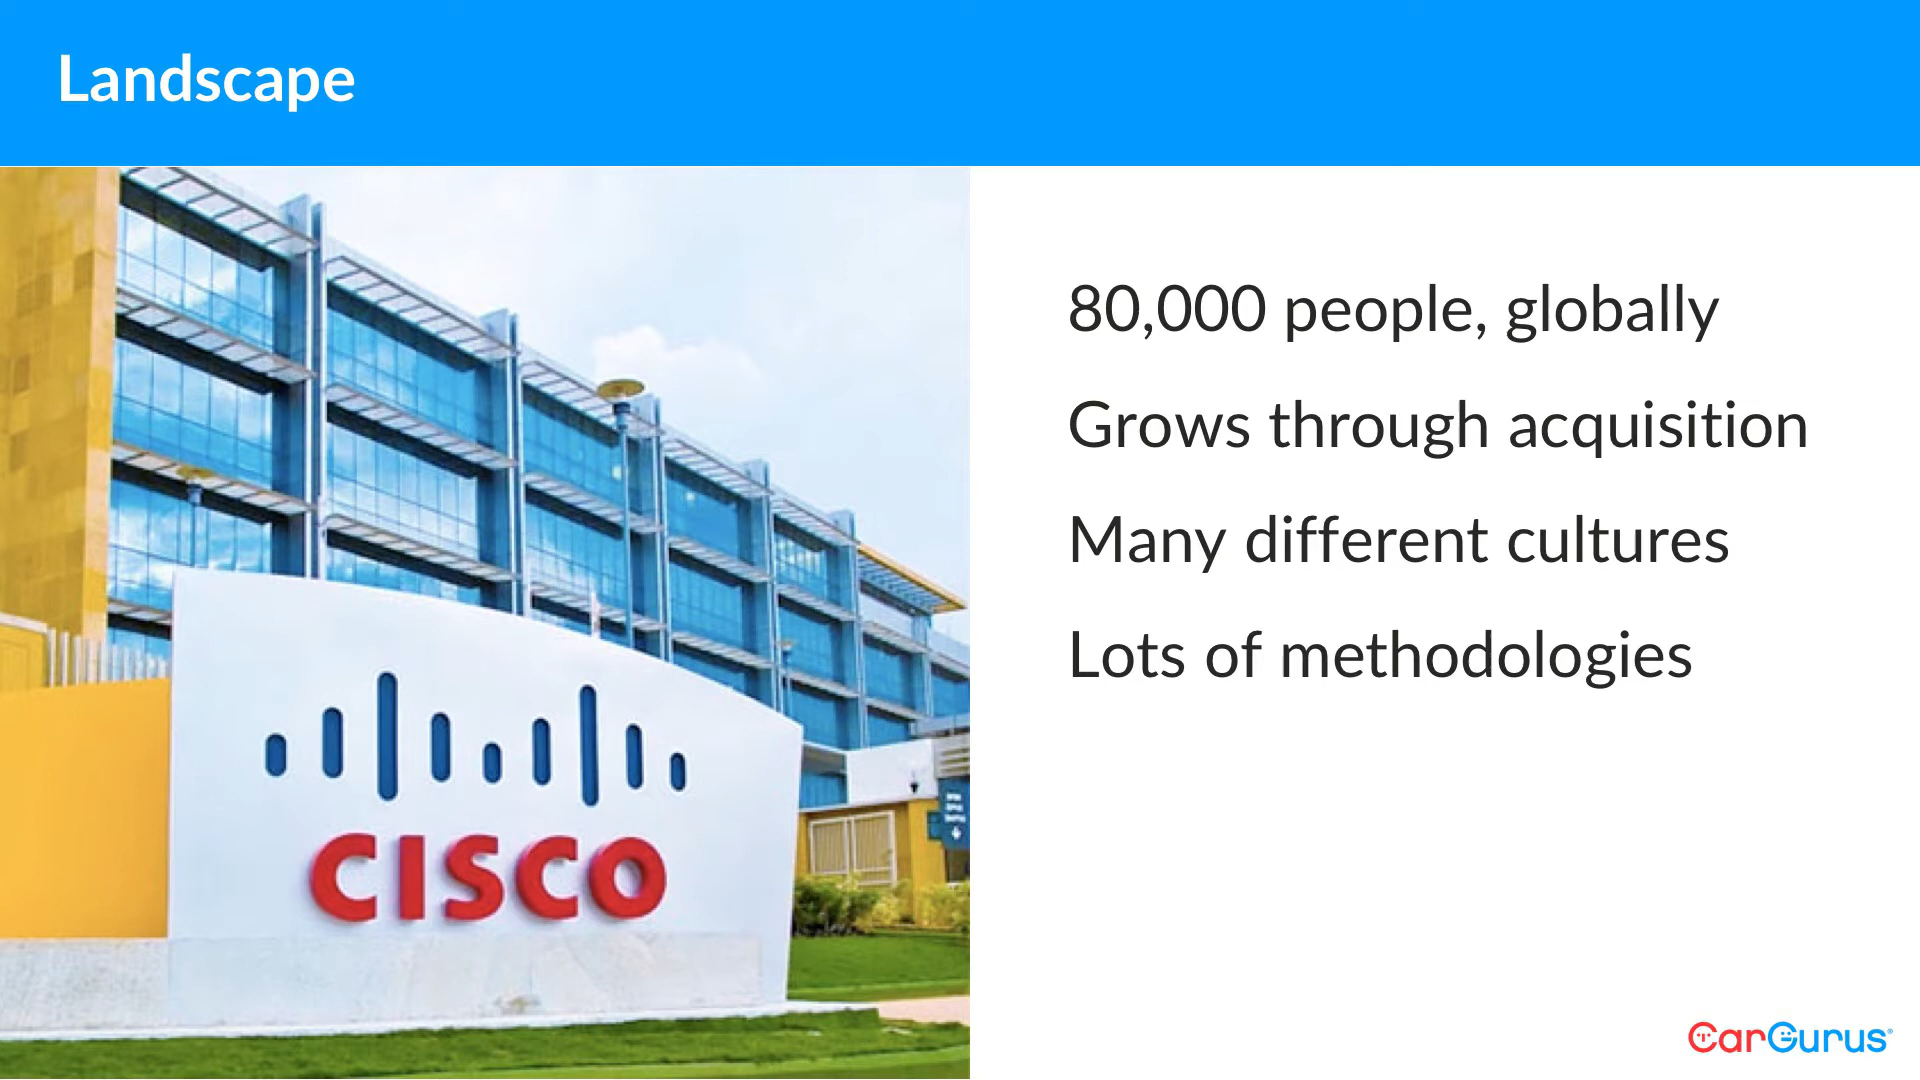 Landscape
80,000 people, globally
Grows through acquisition
Many different cultures
Lots of methodologies
CISCO
CarGurus®